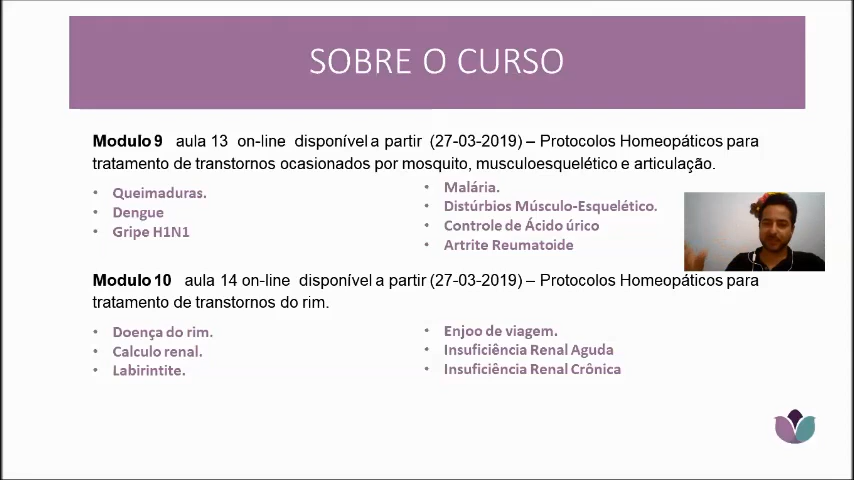 SOBRE O CURSO
Modulo 9 aula 13 on-line disponível a partir (27-03-2019) – Protocolos Homeopáticos para
tratamento de transtornos ocasionados por mosquito, musculoesquelético e articulação.
• Queimaduras.
• Dengue
• Gripe H1N1
• Malária.
• Distúrbios Músculo-Esquelético.
• Controle de Ácido úrico
• Artrite Reumatoide
Modulo 10 aula 14 on-line disponível a partir (27-03-2019) – Protocolos Homeopáticos para
tratamento de transtornos do rim.
• Doença do rim.
• Calculo renal.
• Labirintite.
• Enjoo de viagem.
• Insuficiência Renal Aguda
• Insuficiência Renal Crônica